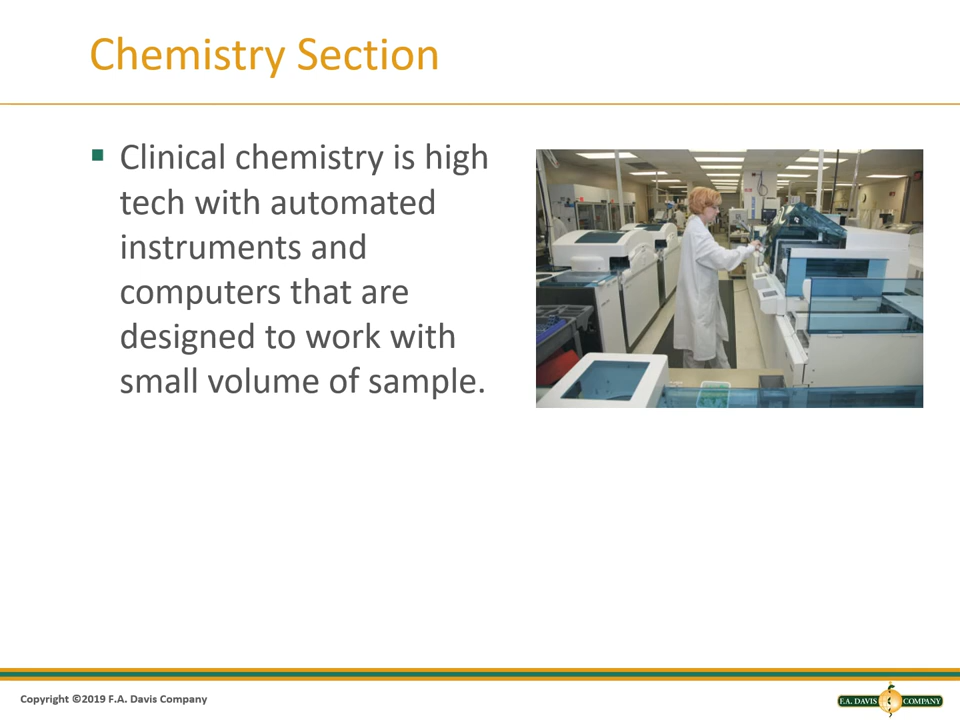 Chemistry Section
▪ Clinical chemistry is high
tech with automated
instruments and
computers that are
designed to work with
small volume of sample.
Copyright ©2019 F.A. Davis Company
F.A. DAVIS COMPANY